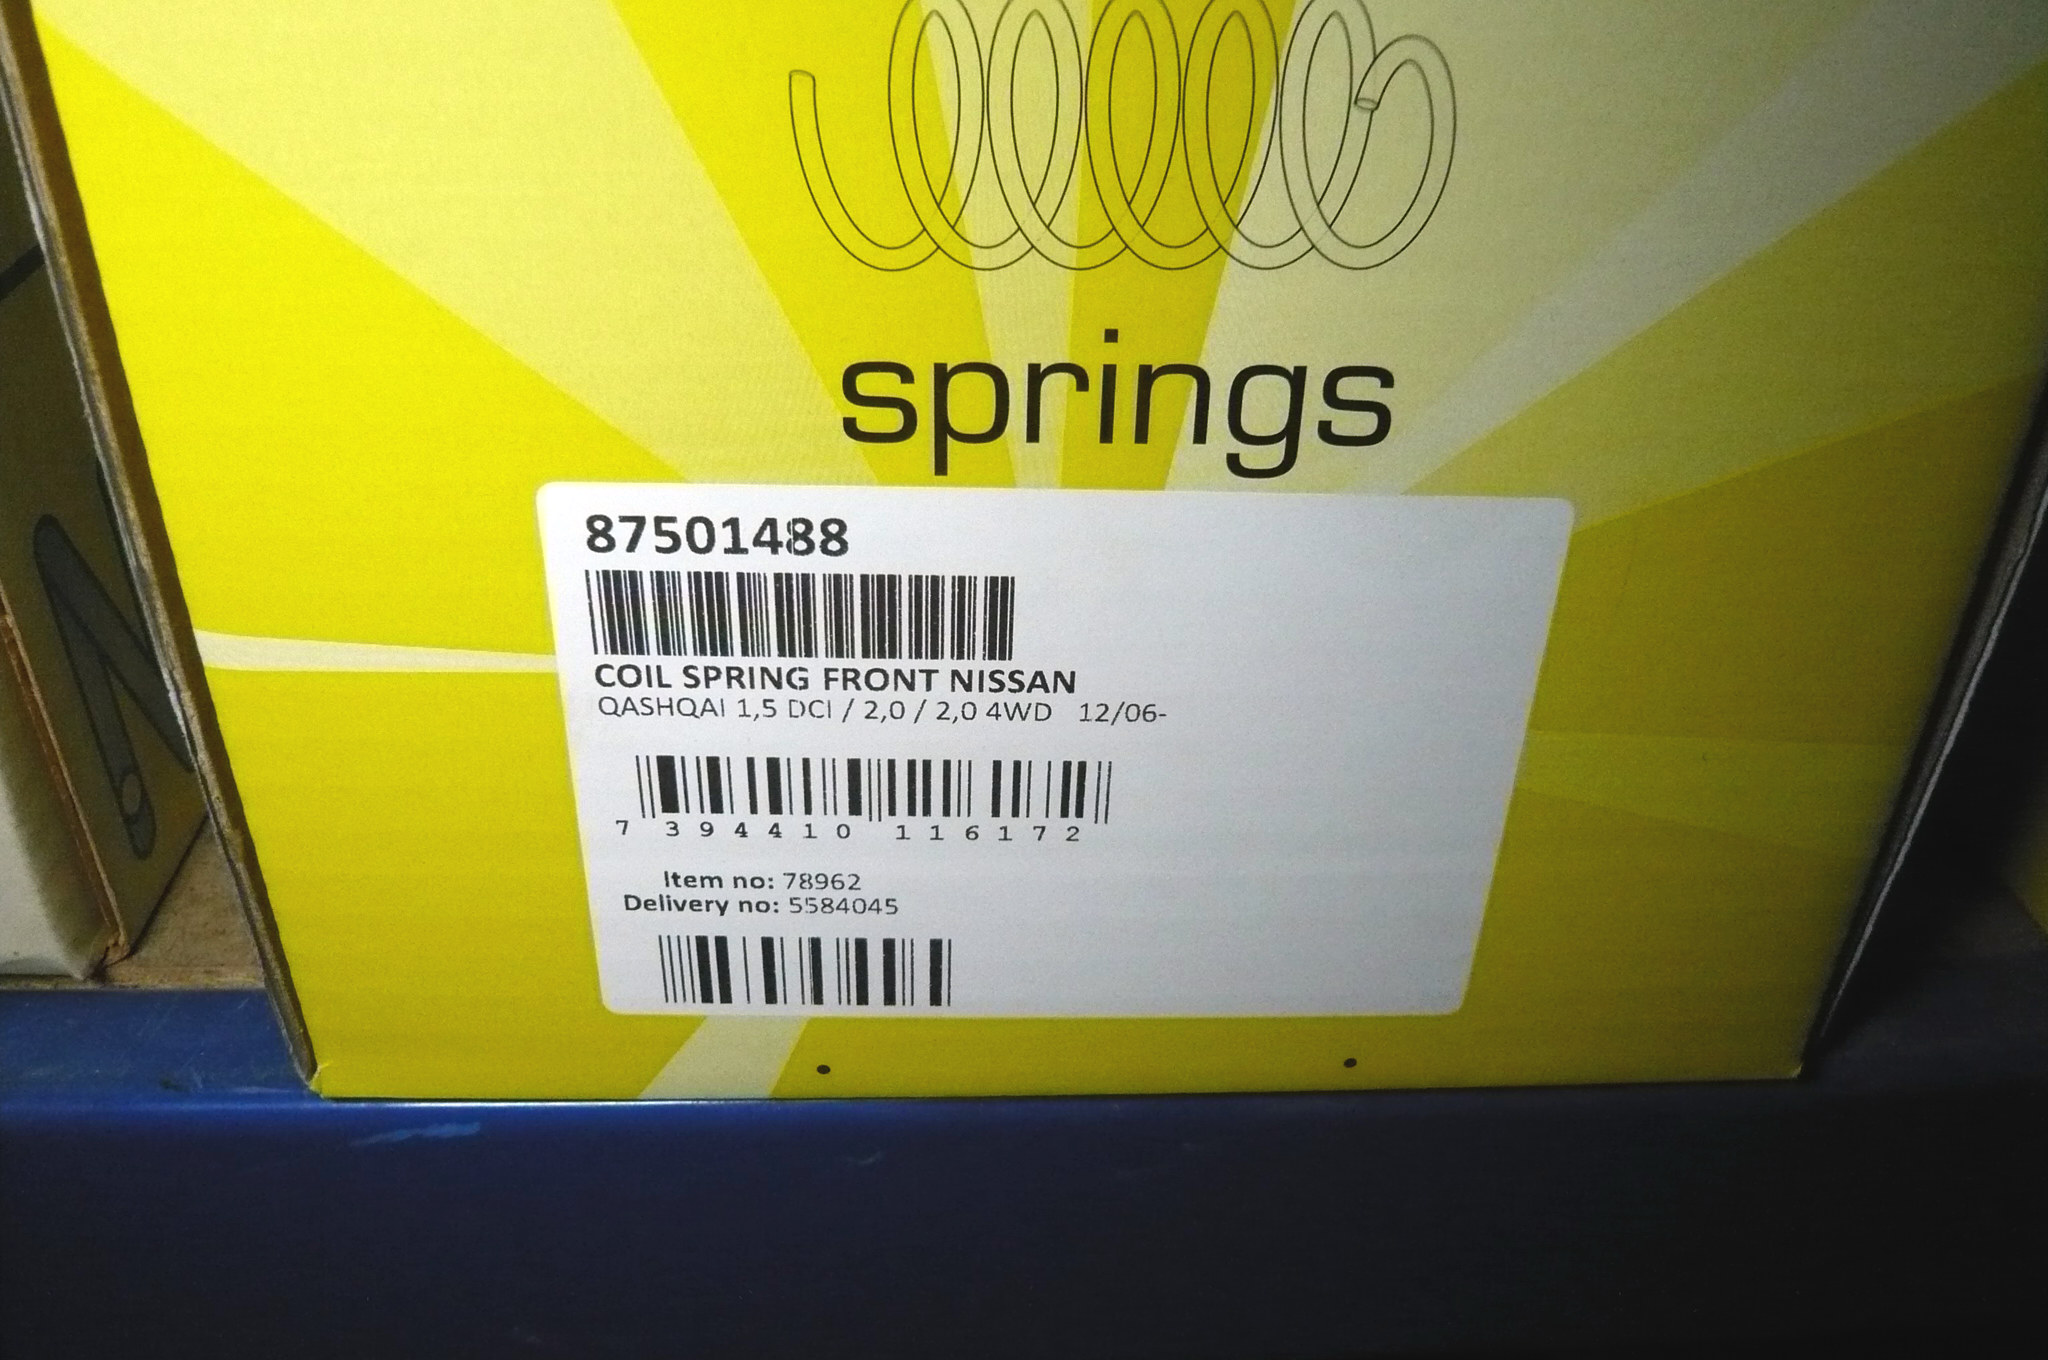 springs
87501488
COIL SPRING FRONT NISSAN
QASHQAI 1,5 DCI / 2,0 / 2,0 4WD 12/06-
7 394410 116172
Item no: 78962
Delivery no: 5584045